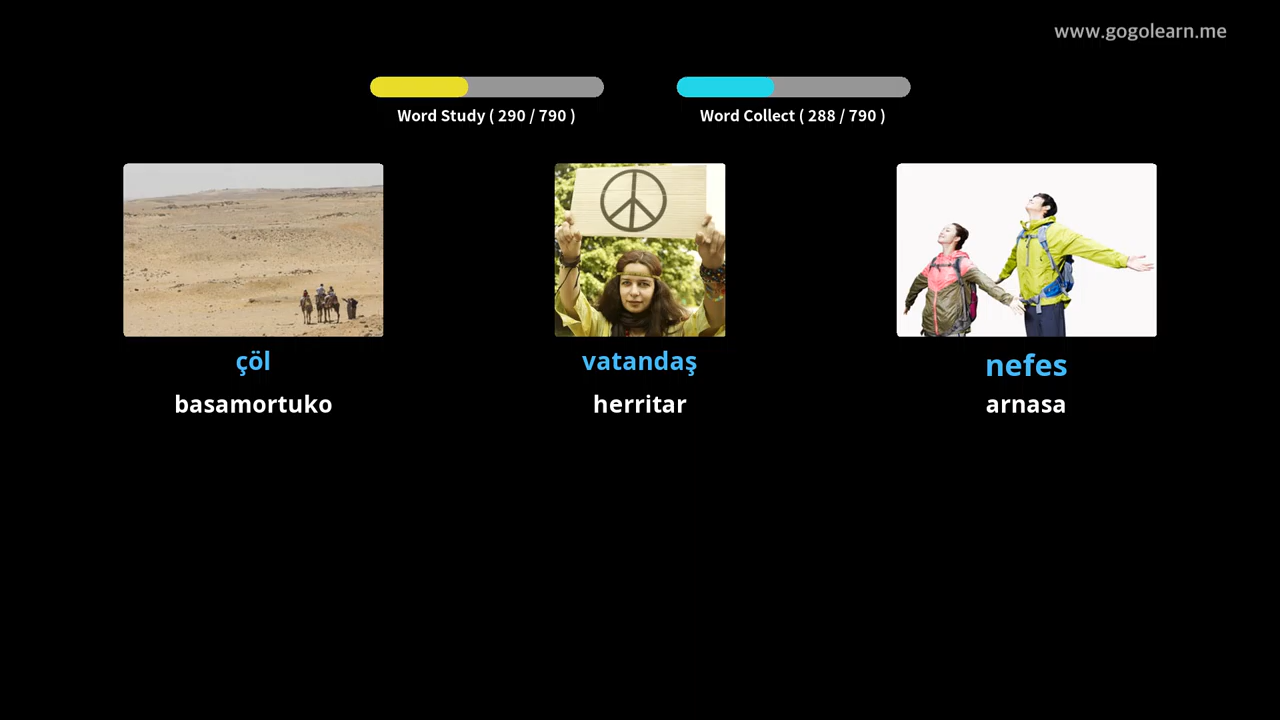 www.gogolearn.me
Word Study ( 290 / 790 )
Word Collect ( 288 / 790 )
çöl
vatandaş
nefes
basamortuko
herritar
arnasa